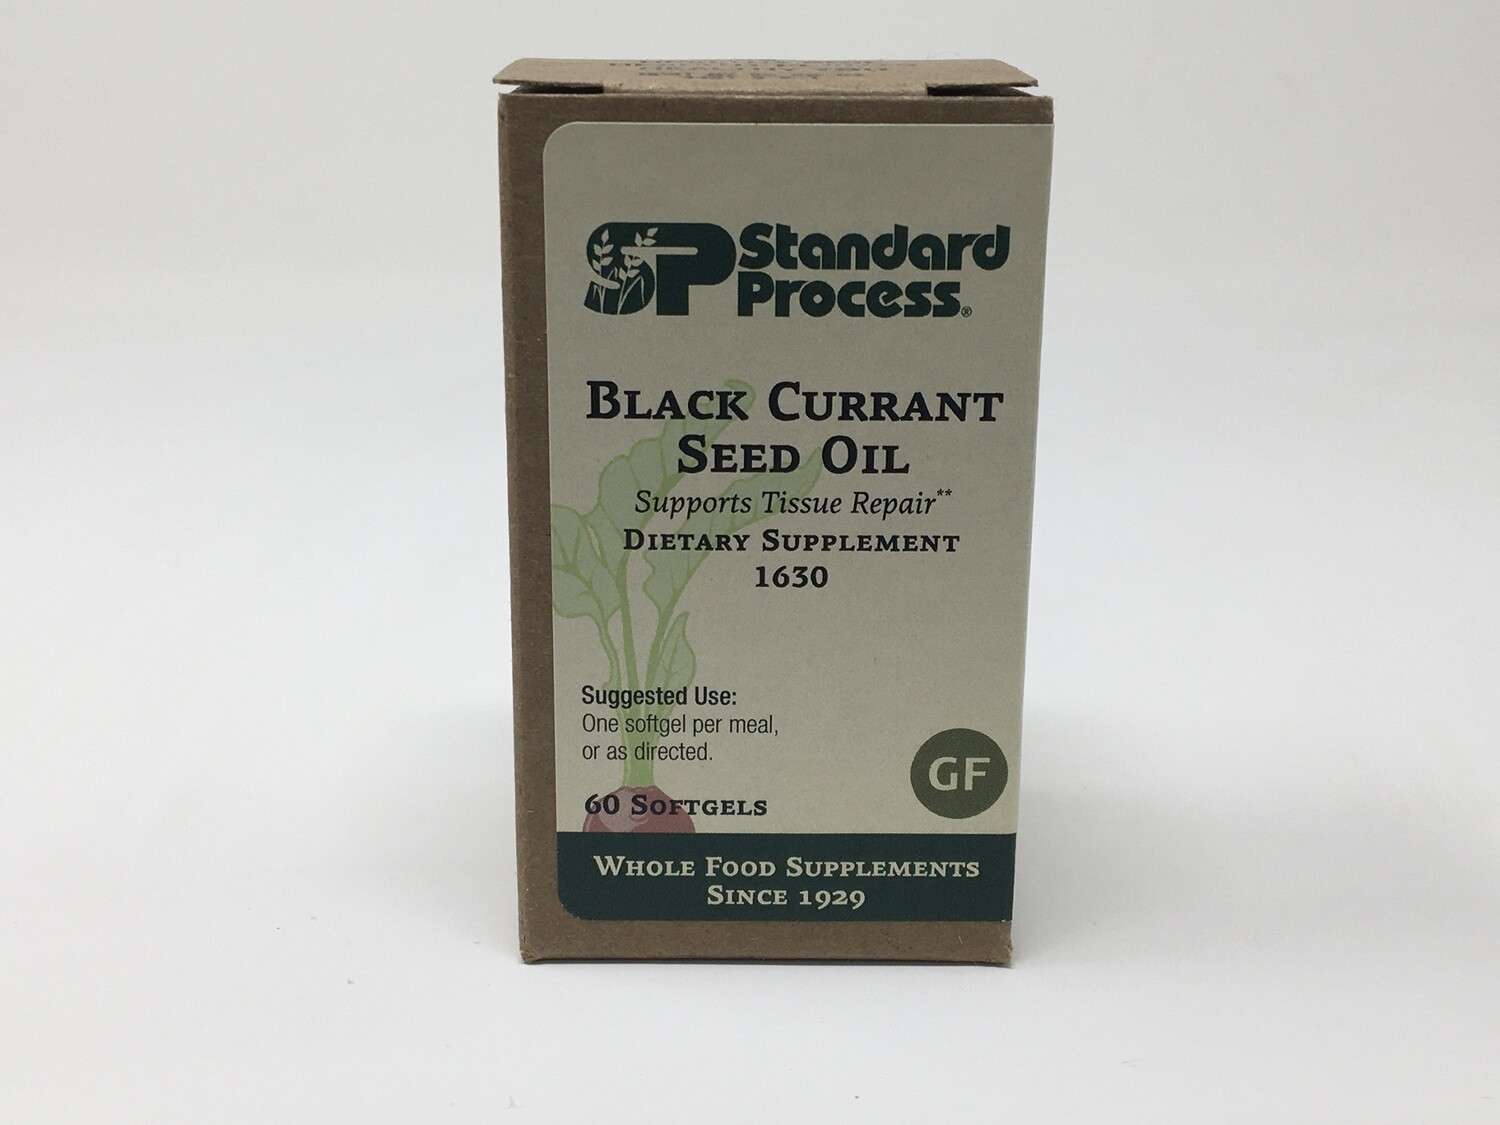 SP Standard
Process®
BLACK CURRANT
SEED OIL
Supports Tissue Repair**
DIETARY SUPPLEMENT
1630
Suggested Use:
One softgel per meal,
or as directed.
GF
60 SOFTGELS
WHOLE FOOD SUPPLEMENTS
SINCE 1929